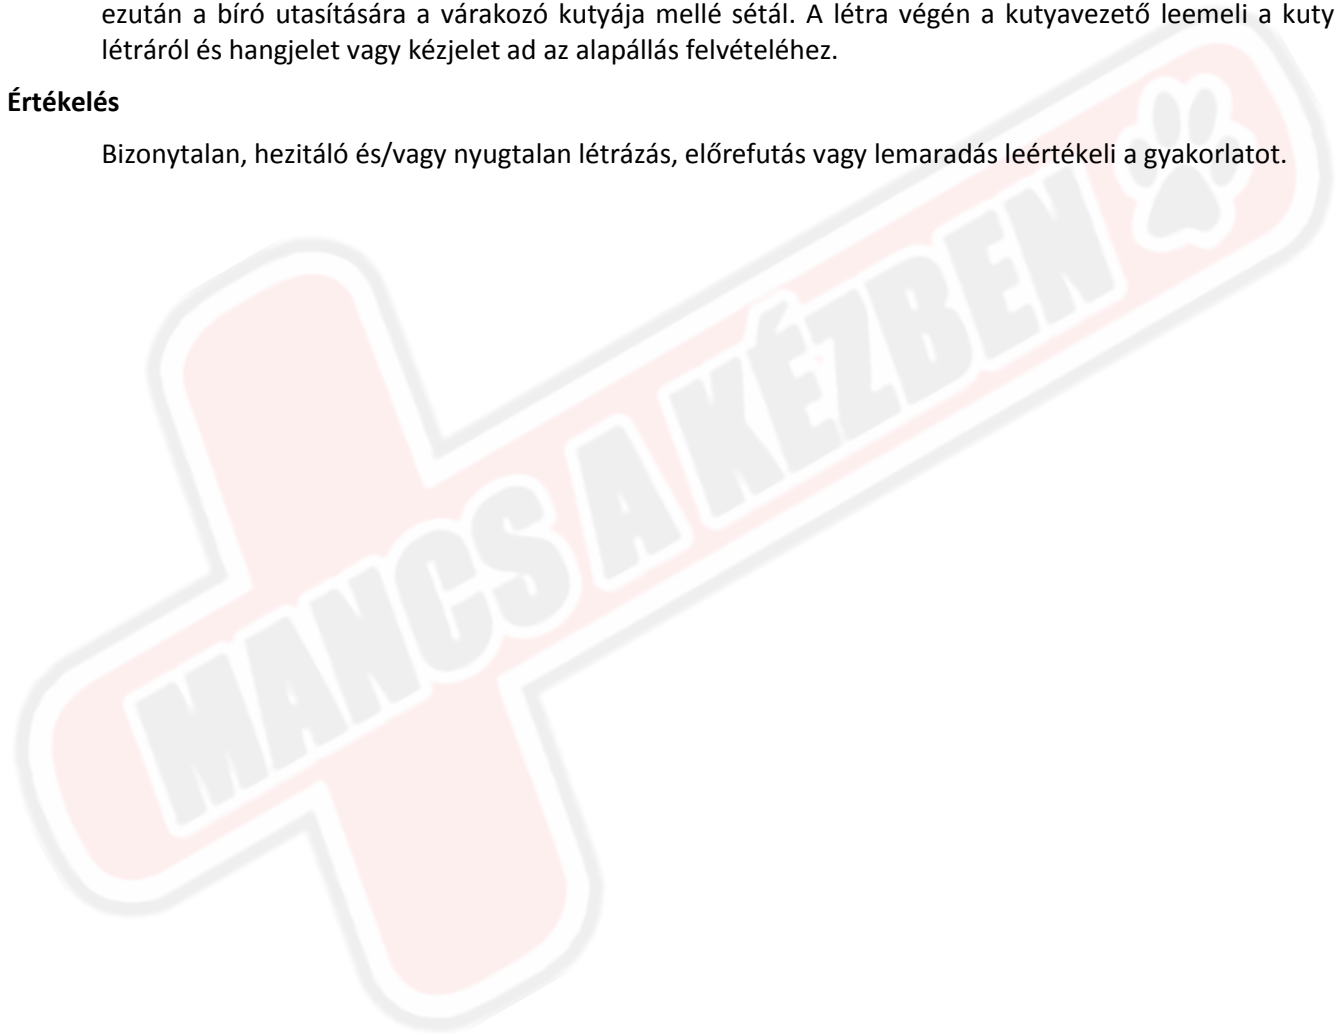 ezután a bíró utasítására a várakozó kutyája mellé sétál. A létra végén a kutyavezető leemeli a kuty
létráról és hangjelet vagy kézjelet ad az alapállás felvételéhez.
Értékelés
Bizonytalan, hezitáló és/vagy nyugtalan létrázás, előrefutás vagy lemaradás leértékeli a gyakorlatot.
MANCS A KÉZBEN